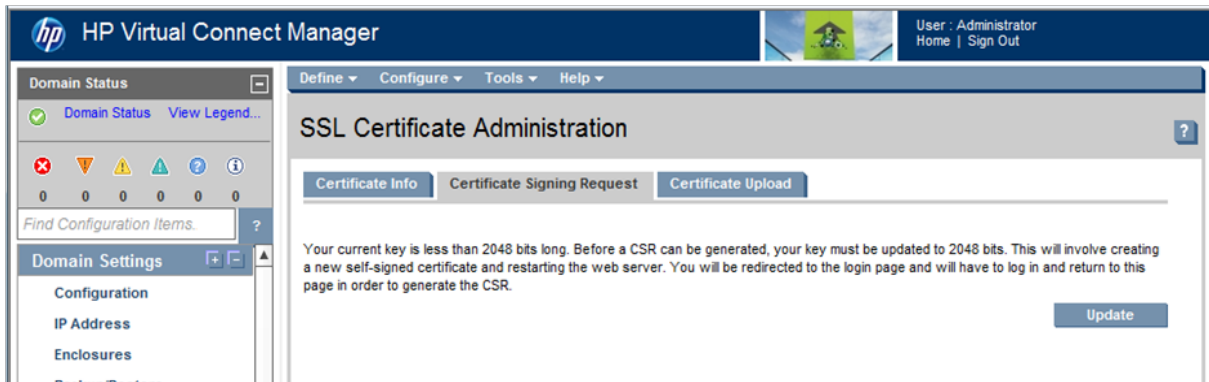 hp HP Virtual Connect Manager
User : Administrator
Home | Sign Out
Domain Status
Domain Status View Legend...
0 0 0 0 0 0
Find Configuration Items. ?
Domain Settings
Configuration
IP Address
Enclosures
Define Configure Tools Help
SSL Certificate Administration ?
Certificate Info Certificate Signing Request Certificate Upload
Your current key is less than 2048 bits long. Before a CSR can be generated, your key must be updated to 2048 bits. This will involve creating
a new self-signed certificate and restarting the web server. You will be redirected to the login page and will have to log in and return to this
page in order to generate the CSR.
Update